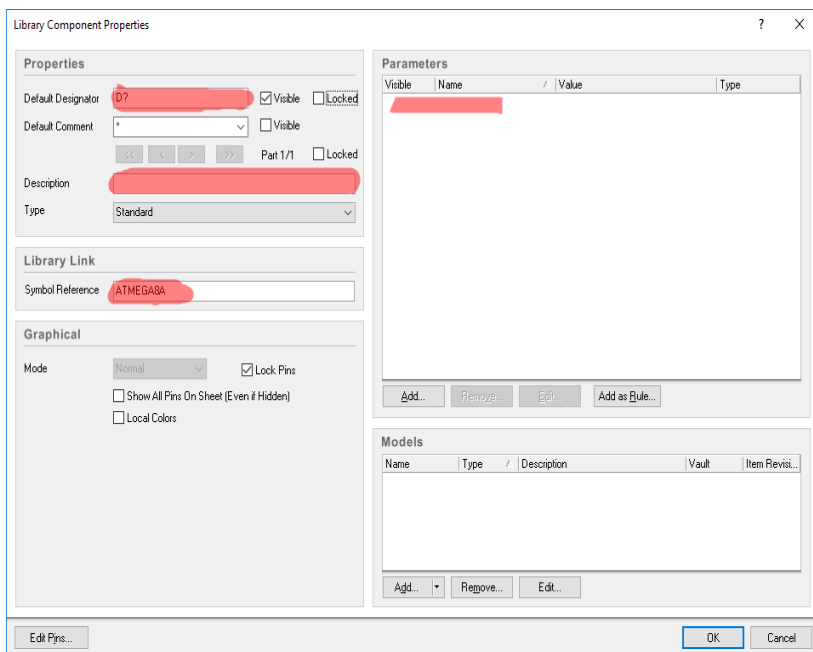 Library Component Properties
? X
Properties
Default Designator D? Visible Locked
Default Comment * Visible
<< < > >> Part 1/1 Locked
Description
Type Standard
Library Link
Symbol Reference ATMEGA8A
Graphical
Mode Normal Lock Pins
Show All Pins On Sheet (Even if Hidden)
Local Colors
Parameters
Visible Name / Value Type
Add... Remove... Edit... Add as Rule...
Models
Name Type / Description Vault Item Revisi...
Add... Remove... Edit...
Edit Pins... OK Cancel